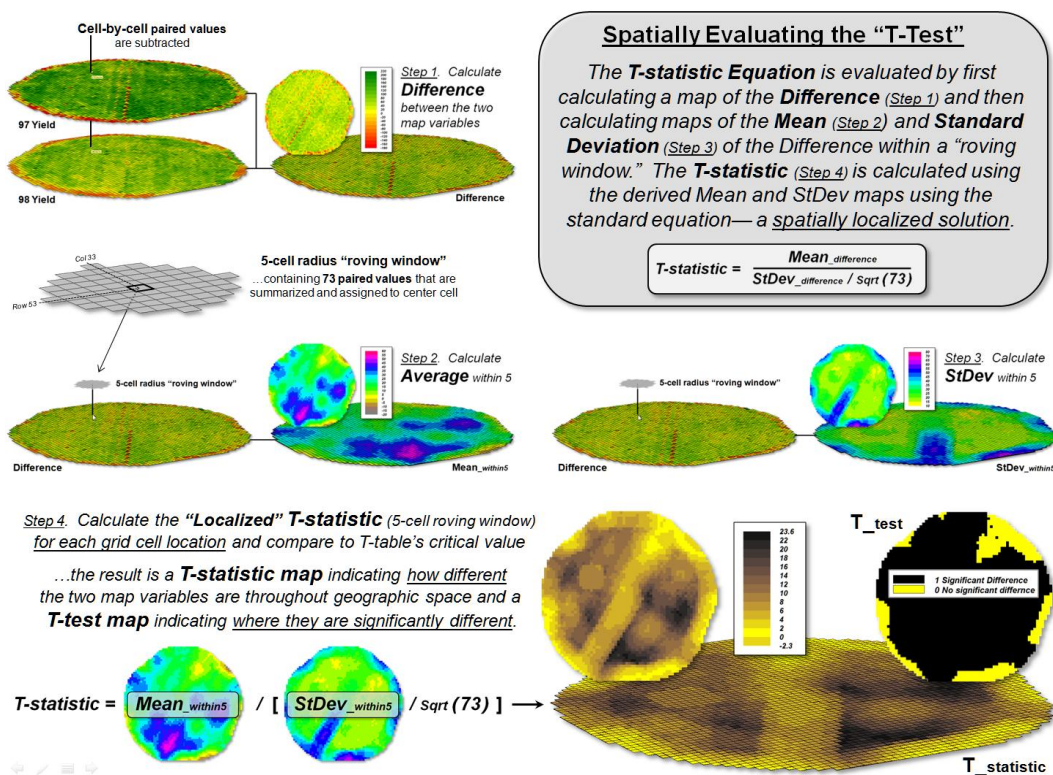 Cell-by-cell paired values
are subtracted
97 Yield
98 Yield
Step 1. Calculate
Difference
between the two
map variables
Difference
Spatially Evaluating the “T-Test”
The T-statistic Equation is evaluated by first
calculating a map of the Difference (Step 1) and then
calculating maps of the Mean (Step 2) and Standard
Deviation (Step 3) of the Difference within a “roving
window.” The T-statistic (Step 4) is calculated using
the derived Mean and StDev maps using the
standard equation— a spatially localized solution.
T-statistic = Mean_difference
StDev_difference / Sqrt (73)
Col 33
Row 53
5-cell radius “roving window”
…containing 73 paired values that are
summarized and assigned to center cell
5-cell radius “roving window”
Difference
Step 2. Calculate
Average within 5
Mean_within5
5-cell radius “roving window”
Difference
Step 3. Calculate
StDev within 5
StDev_within5
Step 4. Calculate the “Localized” T-statistic (5-cell roving window)
for each grid cell location and compare to T-table’s critical value
…the result is a T-statistic map indicating how different
the two map variables are throughout geographic space and a
T-test map indicating where they are significantly different.
T-statistic = Mean_within5 / [ StDev_within5 / Sqrt (73) ]
23.6
22
20
18
16
14
12
10
8
6
4
2
0
-2.3
T_test
1 Significant Difference
0 No significant differnce
T_statistic